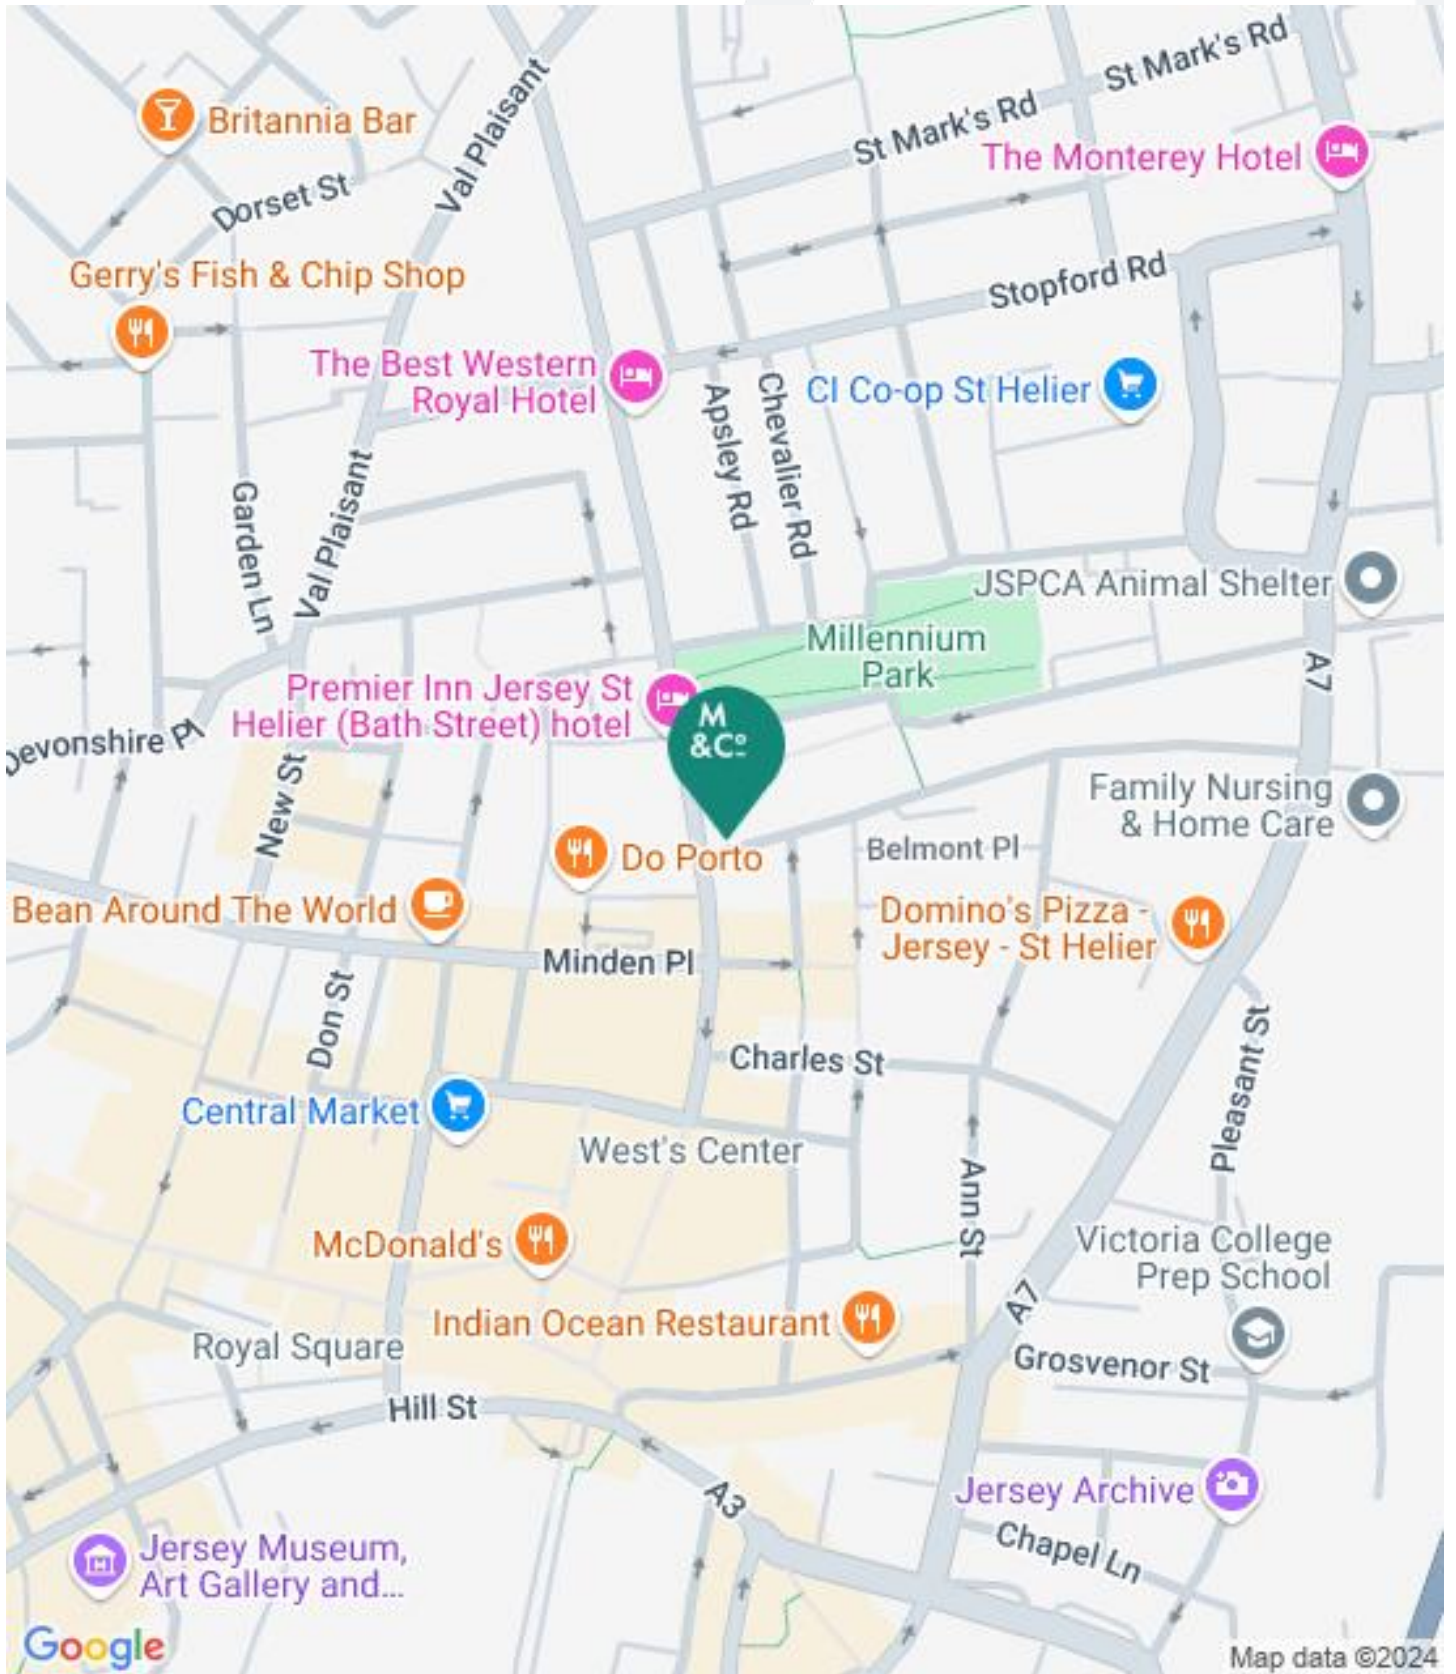 St Mark's Rd
St Mark's Rd
Val Plaisant
Britannia Bar
The Monterey Hotel
Dorset St
Gerry's Fish & Chip Shop
Stopford Rd
The Best Western
Royal Hotel
CI Co-op St Helier
Apsley Rd
Chevalier Rd
Garden Ln
Val Plaisant
JSPCA Animal Shelter
Millennium
Park
A7
Premier Inn Jersey St
Helier (Bath Street) hotel
M
&Cº
Devonshire Pl
New St
Family Nursing
& Home Care
Do Porto
Belmont Pl
Bean Around The World
Domino's Pizza -
Jersey - St Helier
Minden Pl
Don St
Pleasant St
Charles St
Central Market
West's Center
Ann St
McDonald's
Victoria College
Prep School
A7
Indian Ocean Restaurant
Royal Square
Grosvenor St
Hill St
Jersey Archive
A3
Chapel Ln
Jersey Museum,
Art Gallery and...
Google
Map data ©2024